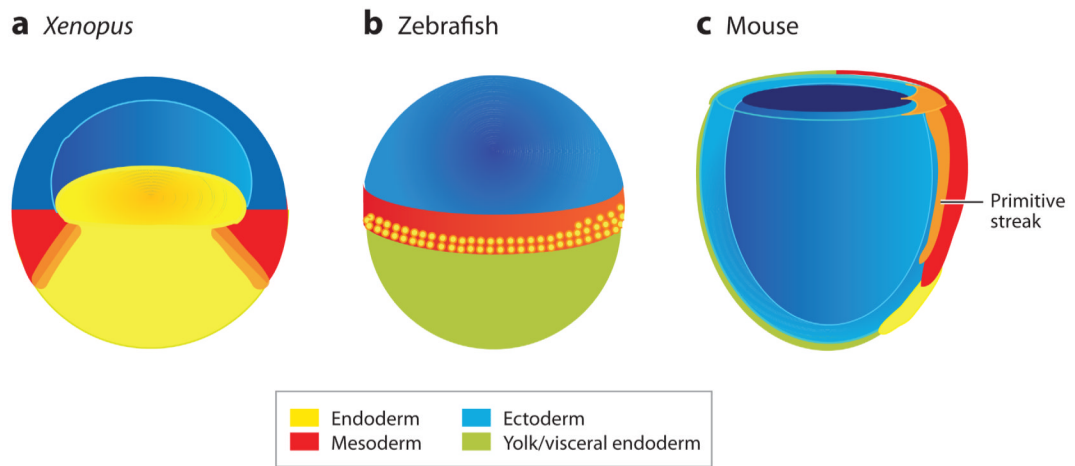 a Xenopus
b Zebrafish
c Mouse
Primitive
streak
Endoderm
Ectoderm
Mesoderm
Yolk/visceral endoderm